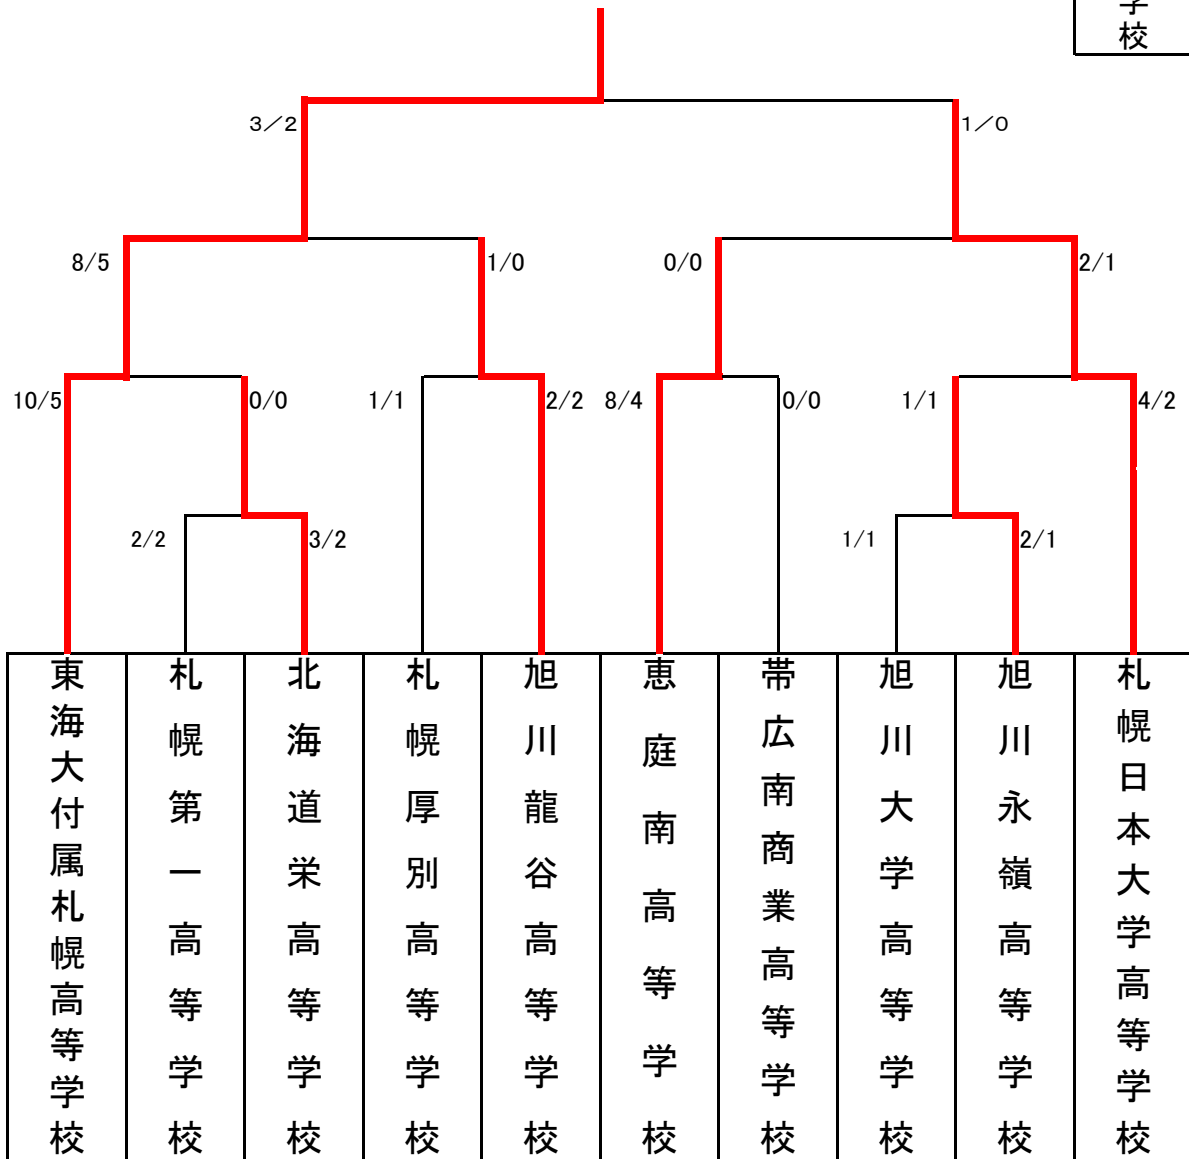 学校
3／2
1／0
8/5
1/0
0/0
2/1
10/5
0/0
1/1
2/2
8/4
0/0
1/1
4/2
2/2
3/2
1/1
2/1
東海大付属札幌高等学校
札幌第一高等学校
北海道栄高等学校
札幌厚別高等学校
旭川龍谷高等学校
恵庭南高等学校
帯広南商業高等学校
旭川大学高等学校
旭川永嶺高等学校
札幌日本大学高等学校